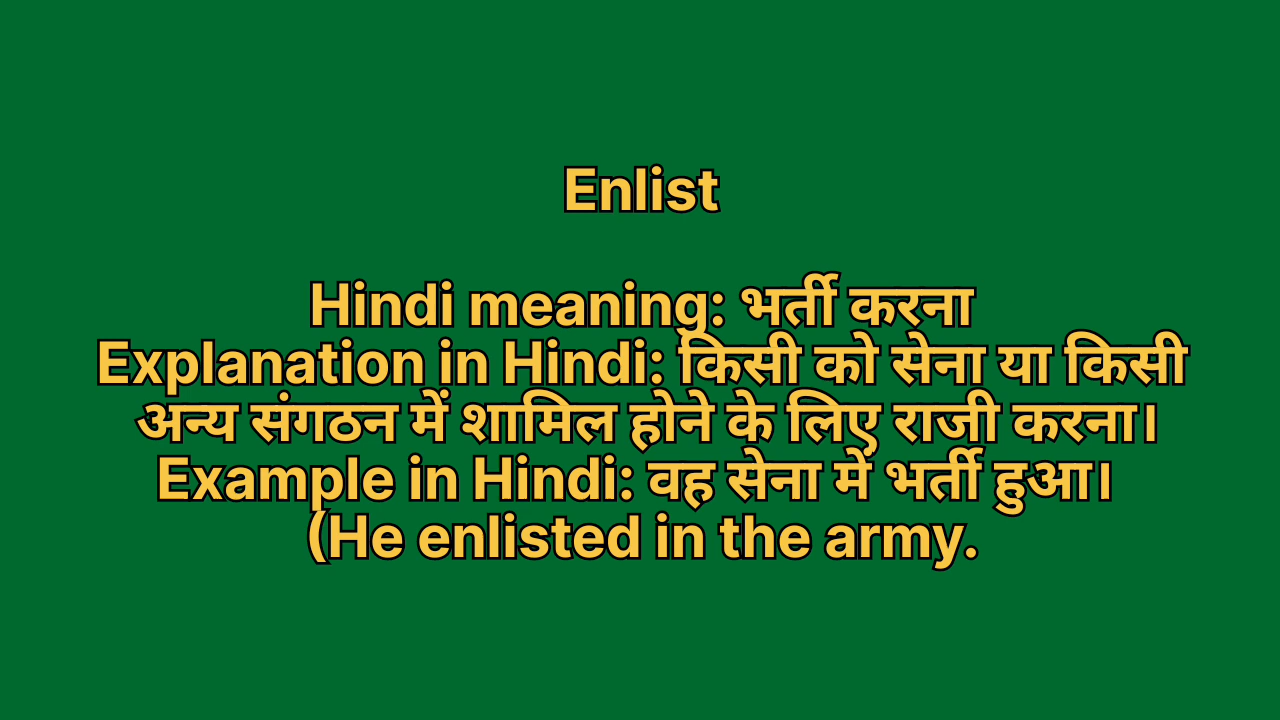 Enlist
Hindi meaning: भर्ती करना
Explanation in Hindi: किसी को सेना या किसी
अन्य संगठन में शामिल होने के लिए राजी करना।
Example in Hindi: वह सेना में भर्ती हुआ।
(He enlisted in the army.